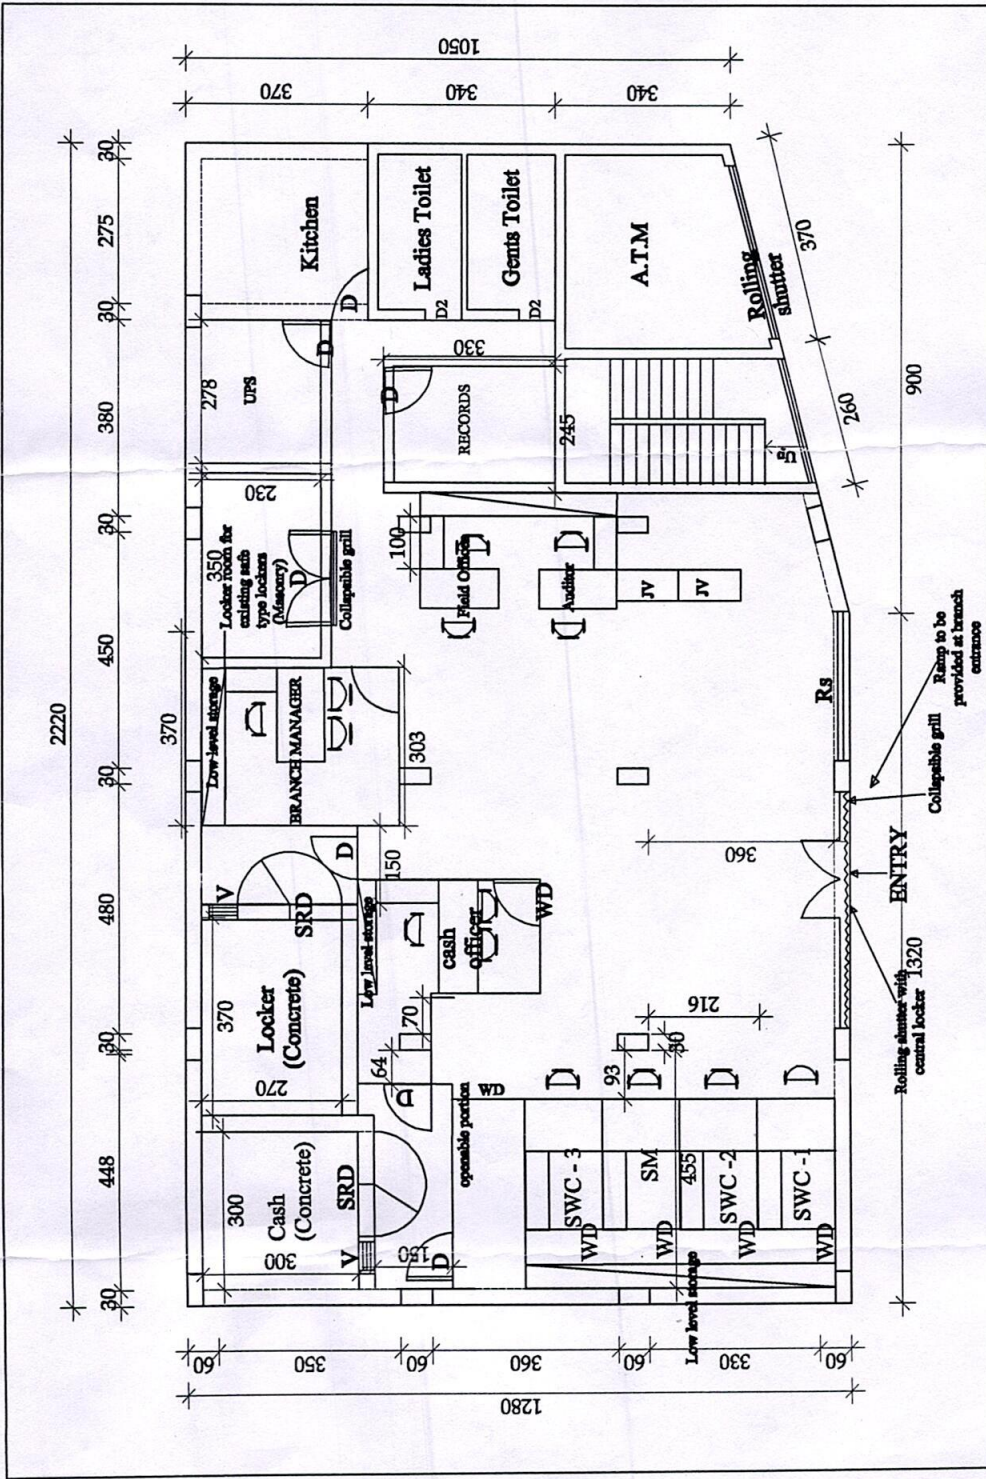 2220
30
448
30
480
30
450
30
380
30
275
30
370
1280
60
350
60
360
60
330
60
1050
370
340
340
Cash
(Concrete)
300
300
SRD
V
150
D
Locker
(Concrete)
370
270
SRD
V
D
D
64
70
150
Low level storage
cash
officer
WD
Low level storage
BRANCH MANAGER
303
350
Locker room for
existing safe
type lockers
(Masonry)
D
Collapsible grill
230
278
UPS
D
D
Kitchen
Ladies Toilet
D2
Gents Toilet
D2
330
D
RECORDS
245
A.T.M
Rolling
shutter
370
260
Up
100
Field Officer
Auditor
JV
JV
openable portion
WD
SWC - 3
SM
455
SWC -2
SWC -1
WD
WD
WD
WD
Low level storage
93
30
216
360
Rs
ENTRY
1320
900
Rolling shutter with
central locker
Collapsible grill
Ramp to be
provided at branch
entrance